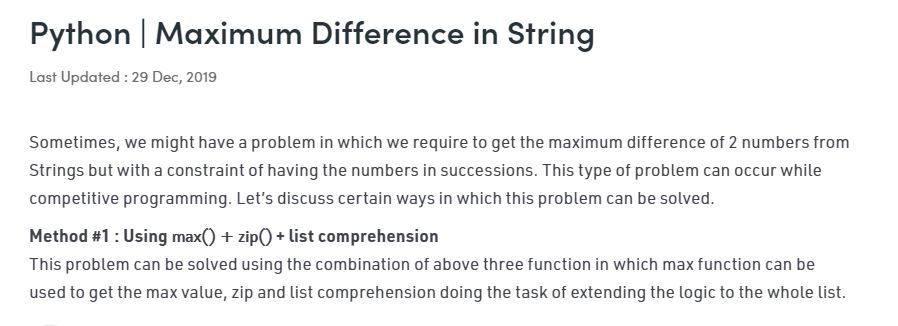 Python | Maximum Difference in String
Last Updated : 29 Dec, 2019
Sometimes, we might have a problem in which we require to get the maximum difference of 2 numbers from
Strings but with a constraint of having the numbers in successions. This type of problem can occur while
competitive programming. Let's discuss certain ways in which this problem can be solved.
Method #1 : Using max() + zip() + list comprehension
This problem can be solved using the combination of above three function in which max function can be
used to get the max value, zip and list comprehension doing the task of extending the logic to the whole list.